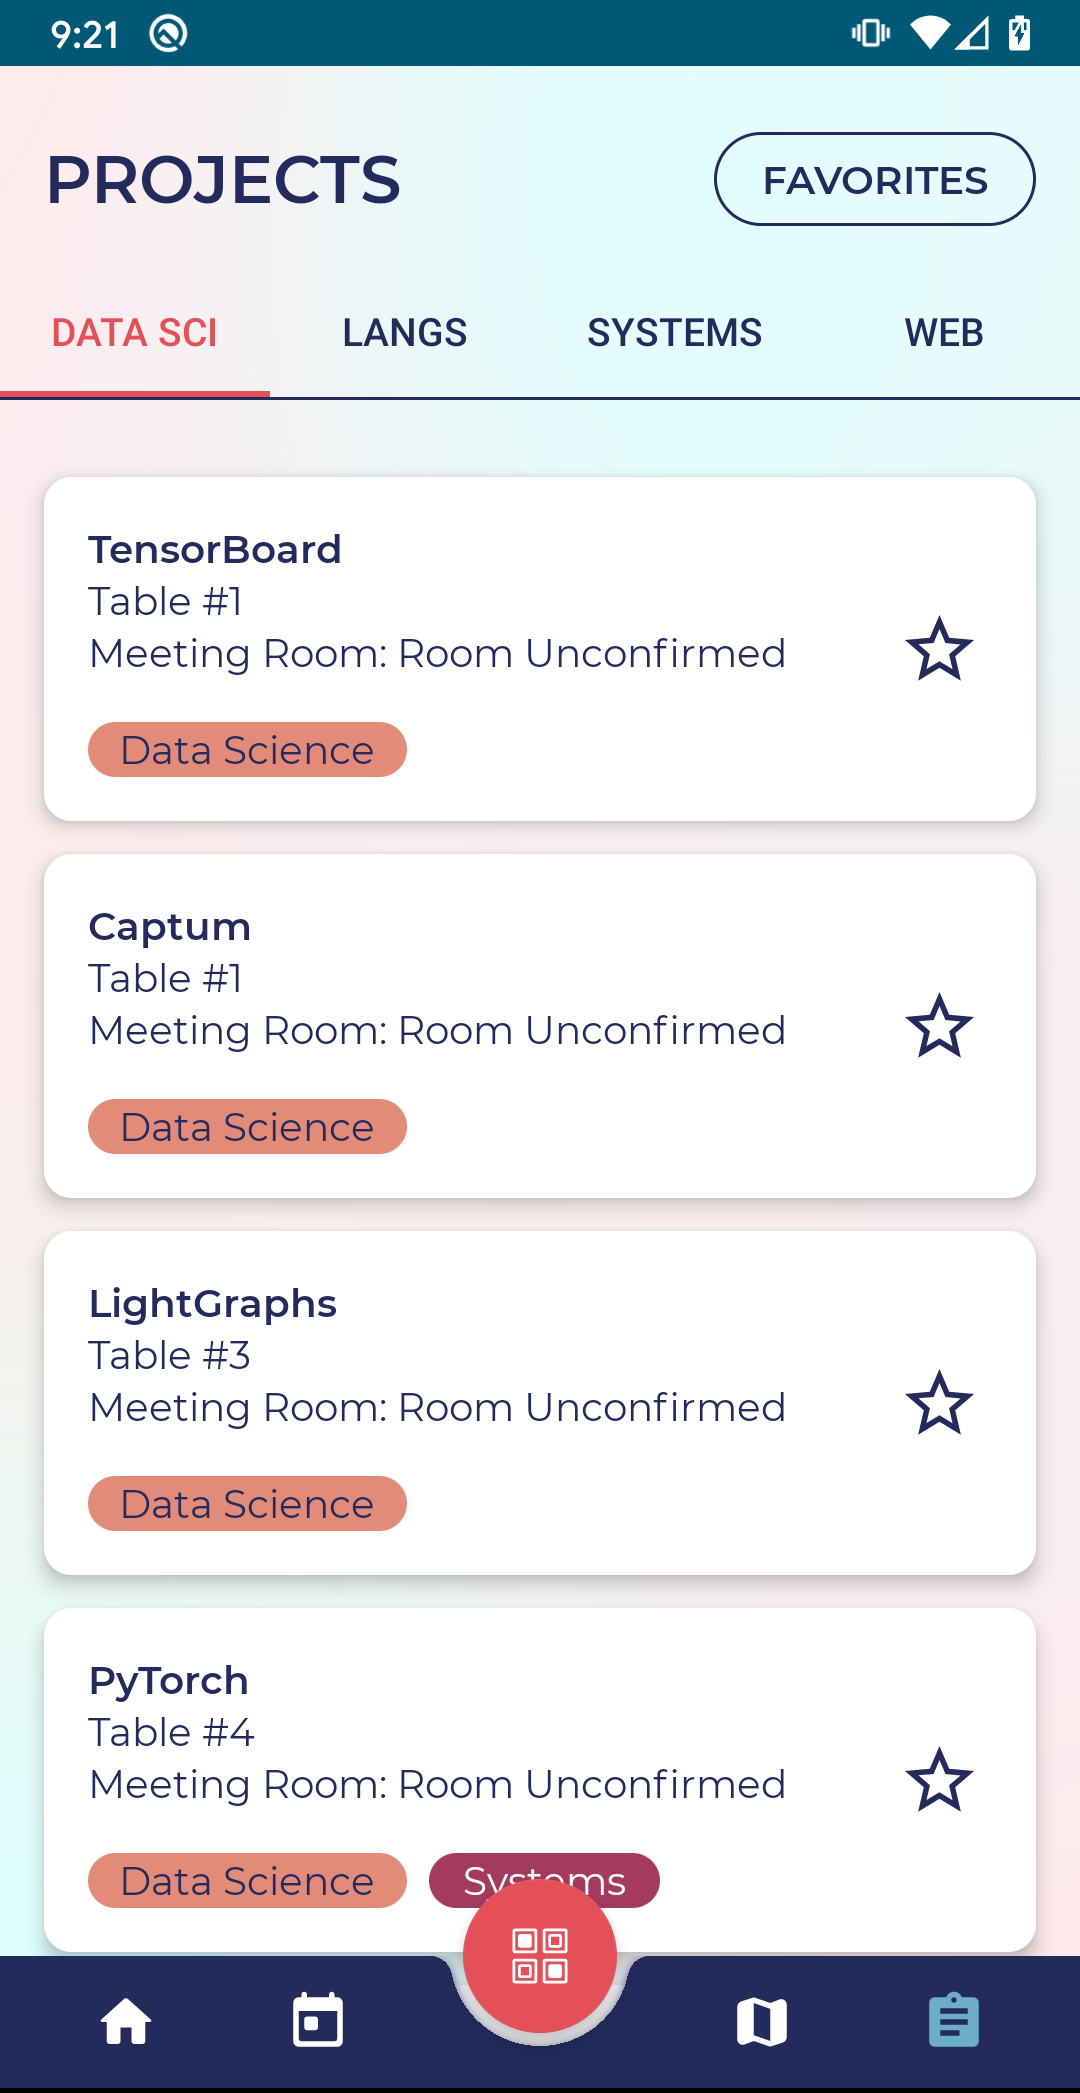 9:21
PROJECTS
FAVORITES
DATA SCI
LANGS
SYSTEMS
WEB
TensorBoard
Table #1
Meeting Room: Room Unconfirmed
Data Science
Captum
Table #1
Meeting Room: Room Unconfirmed
Data Science
LightGraphs
Table #3
Meeting Room: Room Unconfirmed
Data Science
PyTorch
Table #4
Meeting Room: Room Unconfirmed
Data Science
Systems